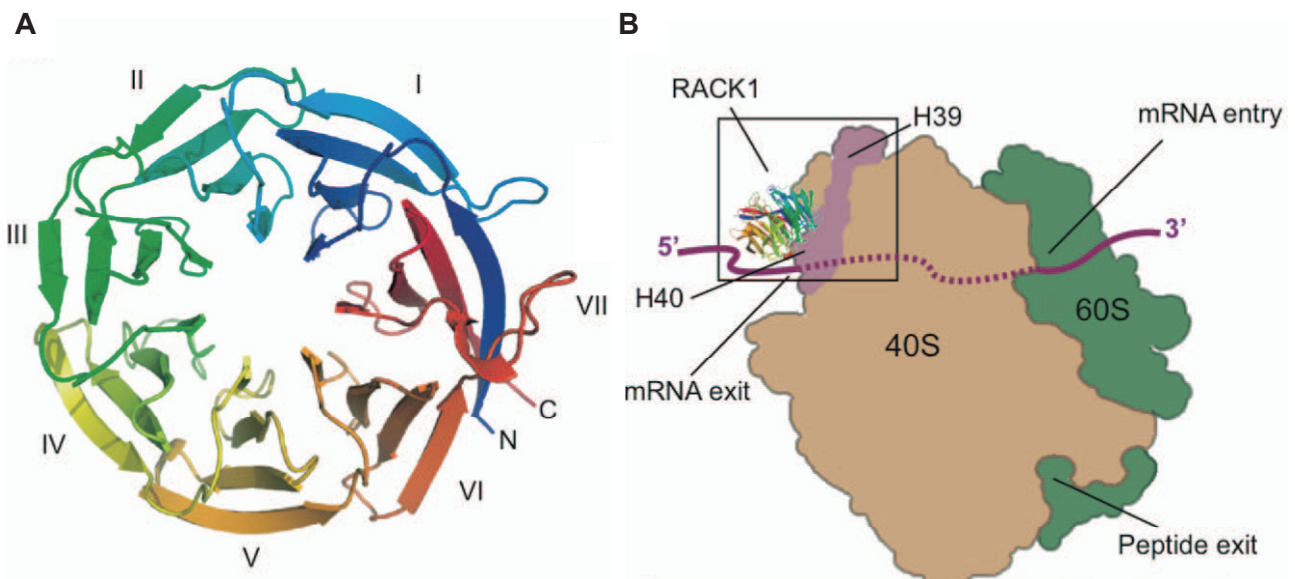 A
I
II
III
IV
V
VI
VII
C
N
B
RACK1
H39
mRNA entry
5’
3’
H40
60S
40S
mRNA exit
Peptide exit